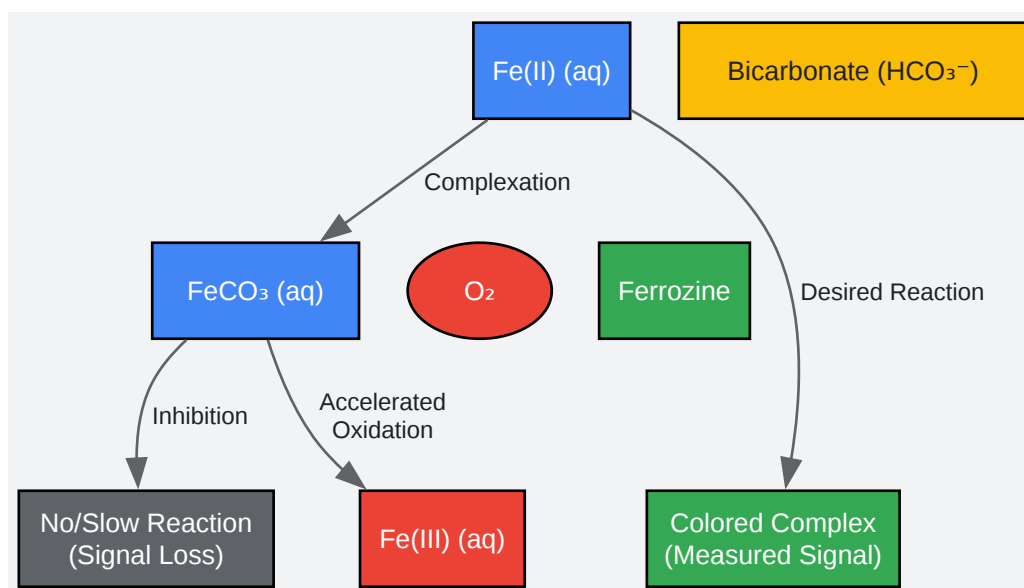 Fe(II) (aq)
Bicarbonate (HCO₃⁻)
Complexation
FeCO₃ (aq)
O₂
Ferrozine
Desired Reaction
Inhibition
Accelerated
Oxidation
No/Slow Reaction
(Signal Loss)
Fe(III) (aq)
Colored Complex
(Measured Signal)